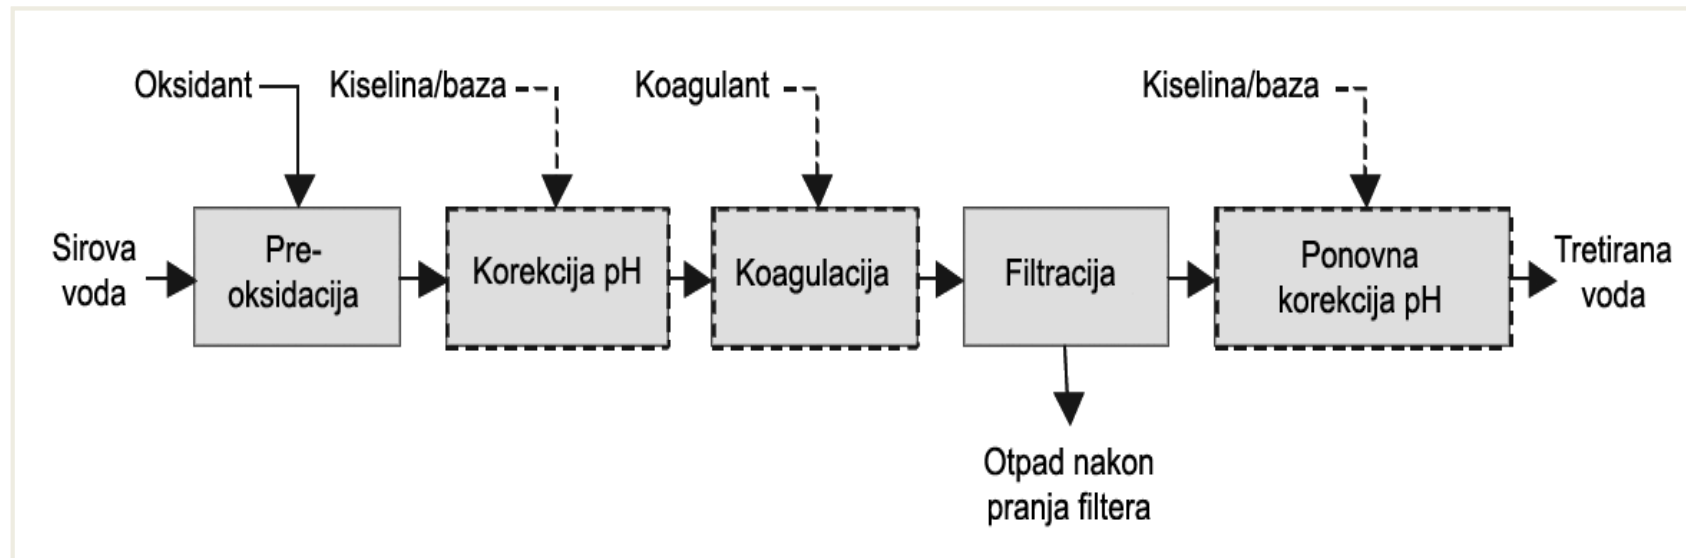 Oksidant
Kiselina/baza
Koagulant
Kiselina/baza
Sirova
voda
Pre-
oksidacija
Korekcija pH
Koagulacija
Filtracija
Ponovna
korekcija pH
Tretirana
voda
Otpad nakon
pranja filtera